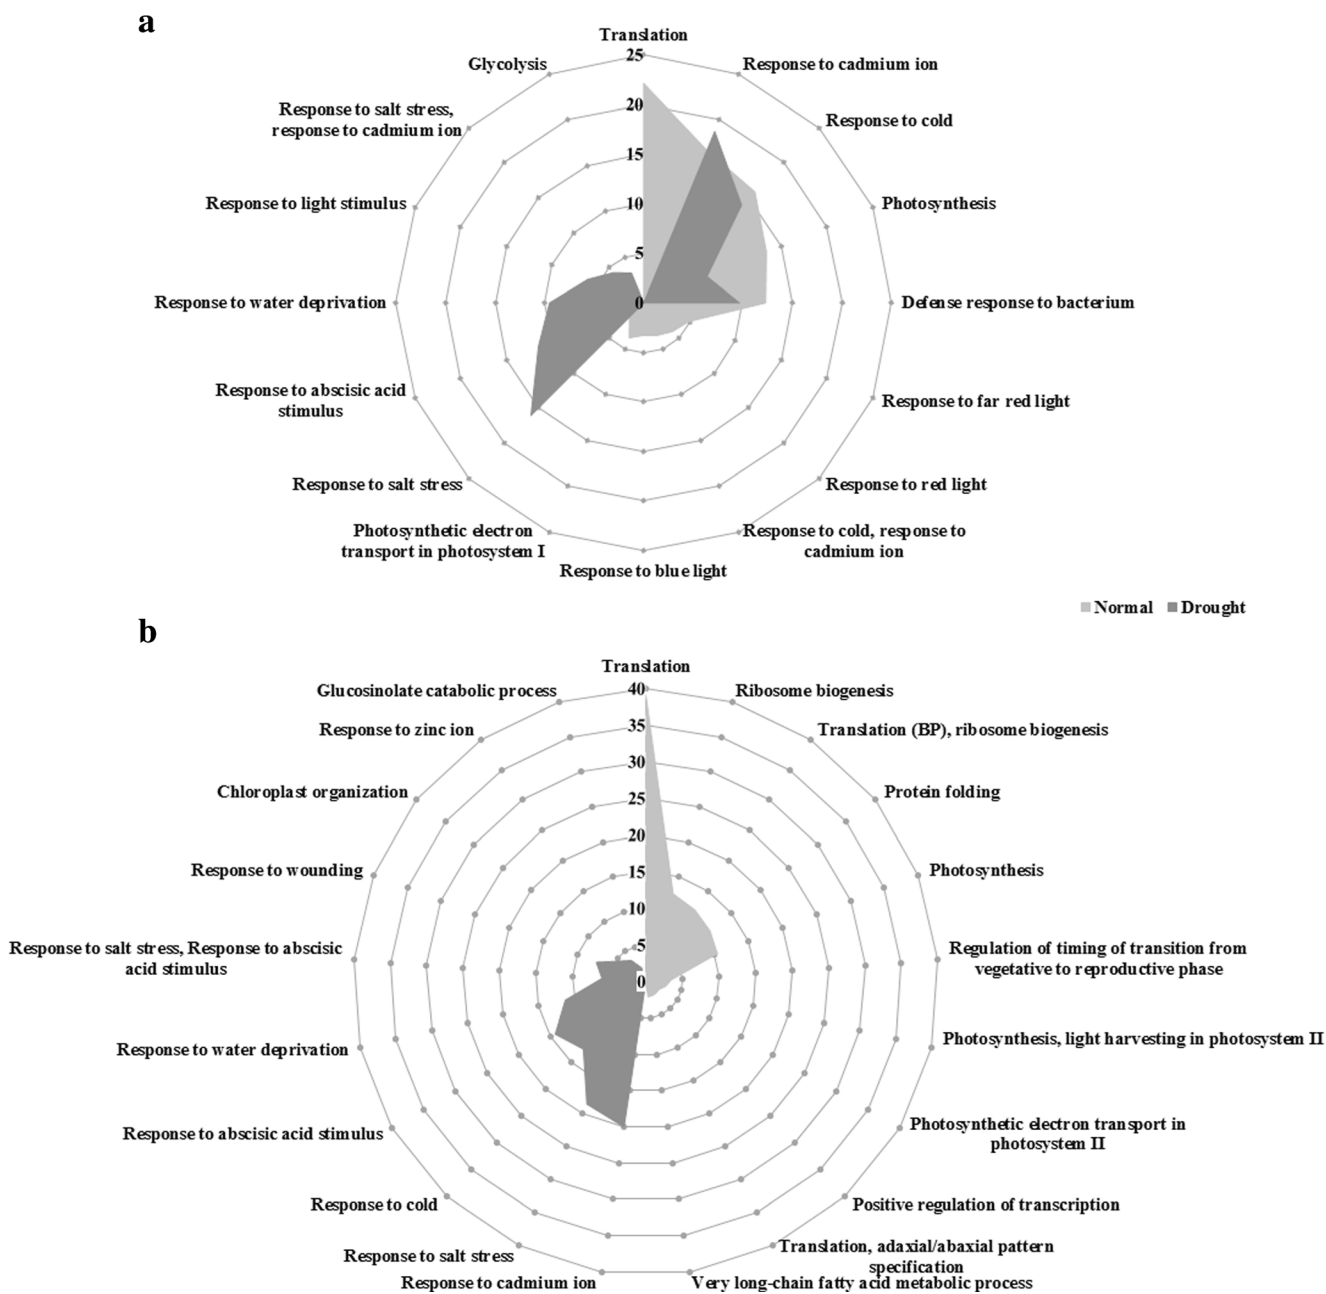 a
Translation
25
Glycolysis
Response to cadmium ion
Response to salt stress,
response to cadmium ion
20
Response to cold
15
Response to light stimulus
10
Photosynthesis
5
Response to water deprivation
0
Defense response to bacterium
Response to abscisic acid
stimulus
Response to far red light
Response to salt stress
Response to red light
Photosynthetic electron
transport in photosystem I
Response to cold, response to
cadmium ion
Response to blue light
Normal Drought
b
Translation
40
Glucosinolate catabolic process
Ribosome biogenesis
35
Response to zinc ion
Translation (BP), ribosome biogenesis
30
Chloroplast organization
25
Protein folding
20
Response to wounding
15
Photosynthesis
10
Response to salt stress, Response to abscisic
acid stimulus
5
Regulation of timing of transition from
vegetative to reproductive phase
0
Response to water deprivation
Photosynthesis, light harvesting in photosystem II
Response to abscisic acid stimulus
Photosynthetic electron transport in
photosystem II
Response to cold
Positive regulation of transcription
Response to salt stress
Translation, adaxial/abaxial pattern
specification
Response to cadmium ion
Very long-chain fatty acid metabolic process